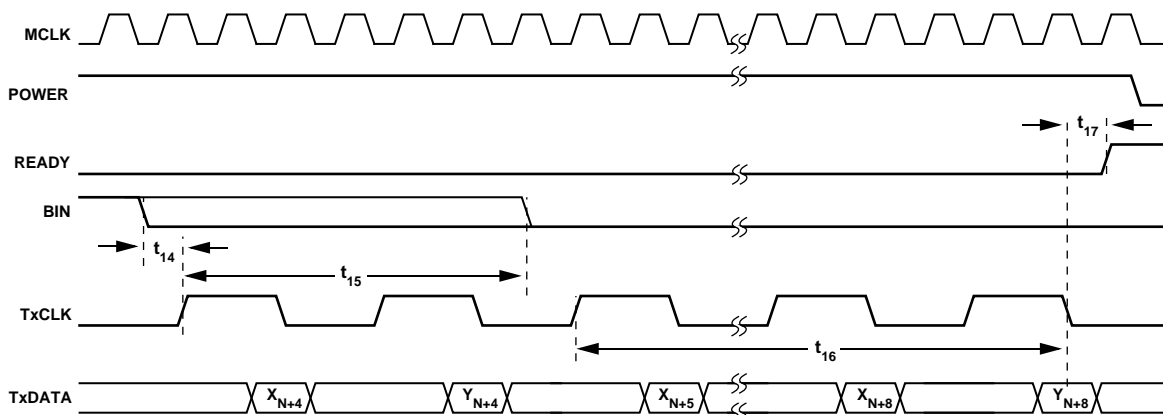 MCLK
POWER
t17
READY
BIN
t14
t15
TxCLK
t16
TxDATA XN+4 YN+4 XN+5 XN+8 YN+8